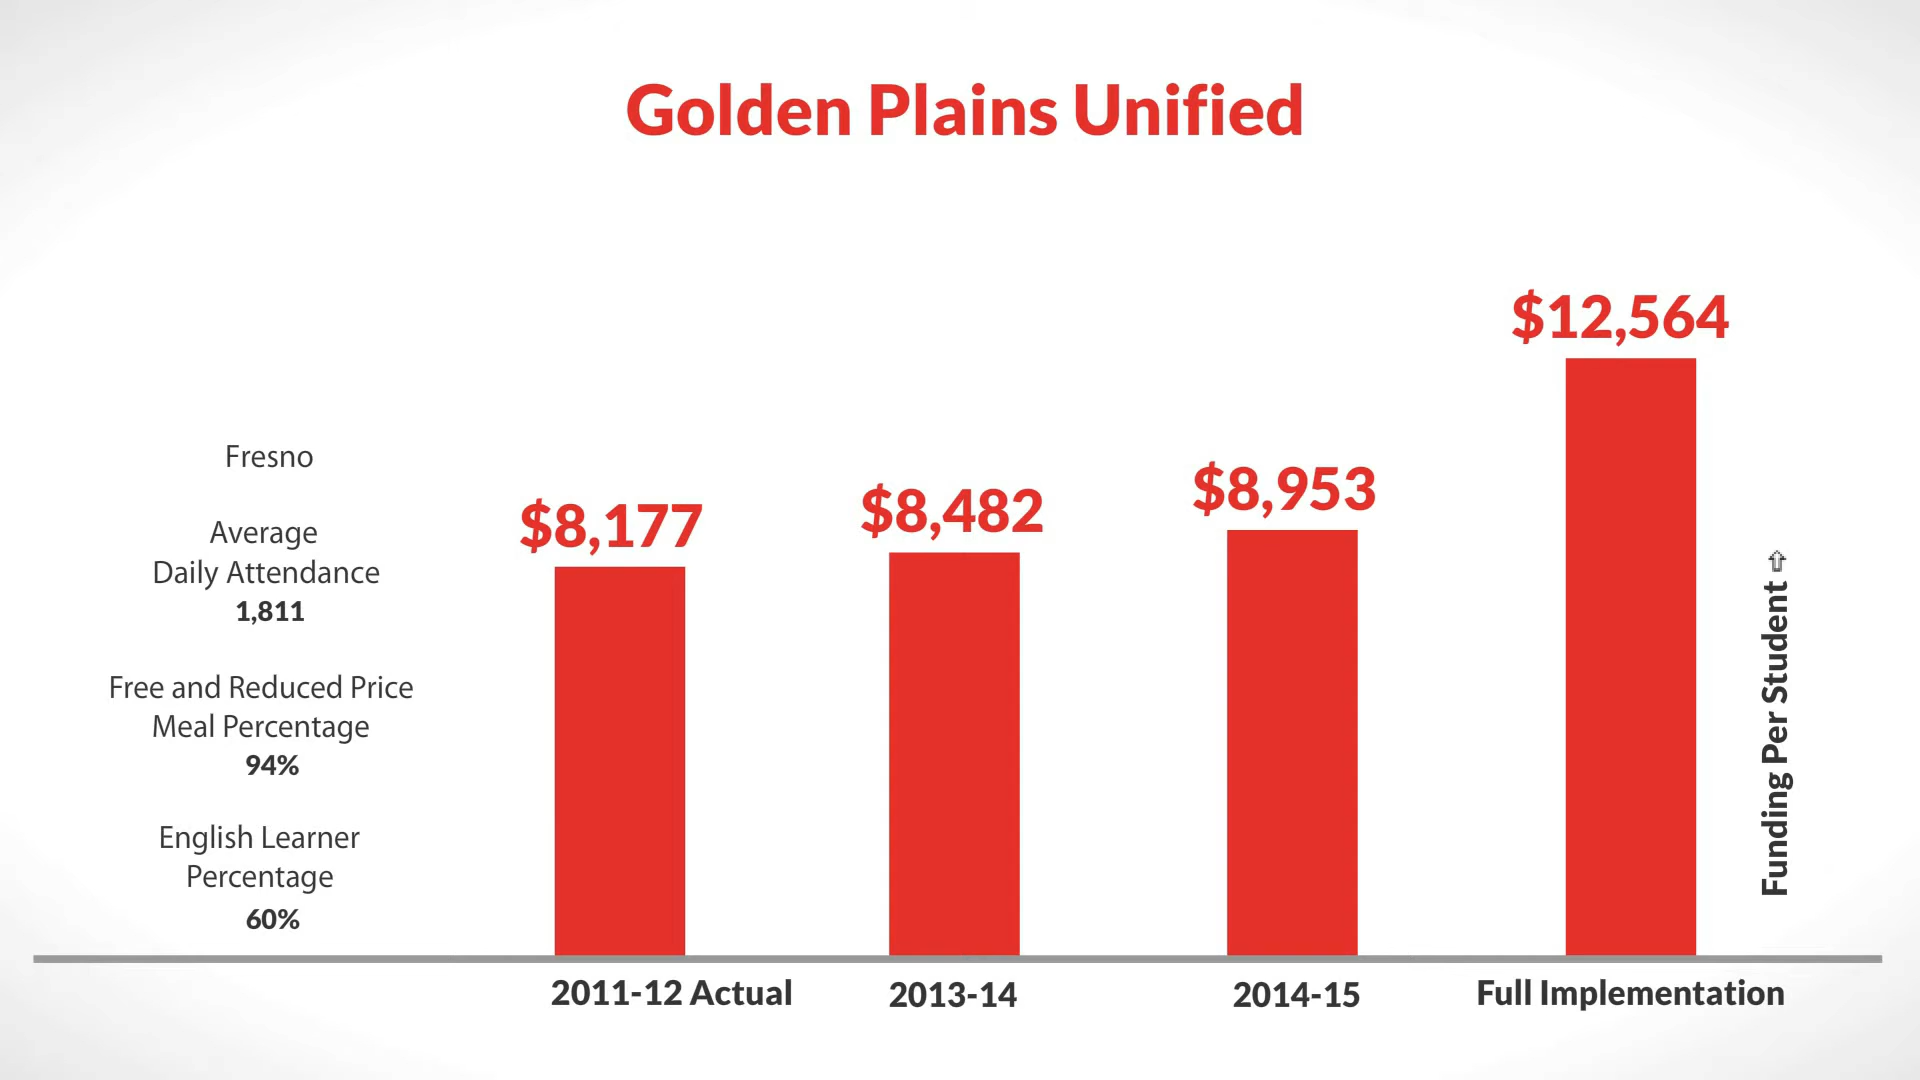 Golden Plains Unified
Fresno
Average
Daily Attendance
1,811
Free and Reduced Price
Meal Percentage
94%
English Learner
Percentage
60%
$8,177
$8,482
$8,953
$12,564
2011-12 Actual
2013-14
2014-15
Full Implementation
Funding Per Student ⇧